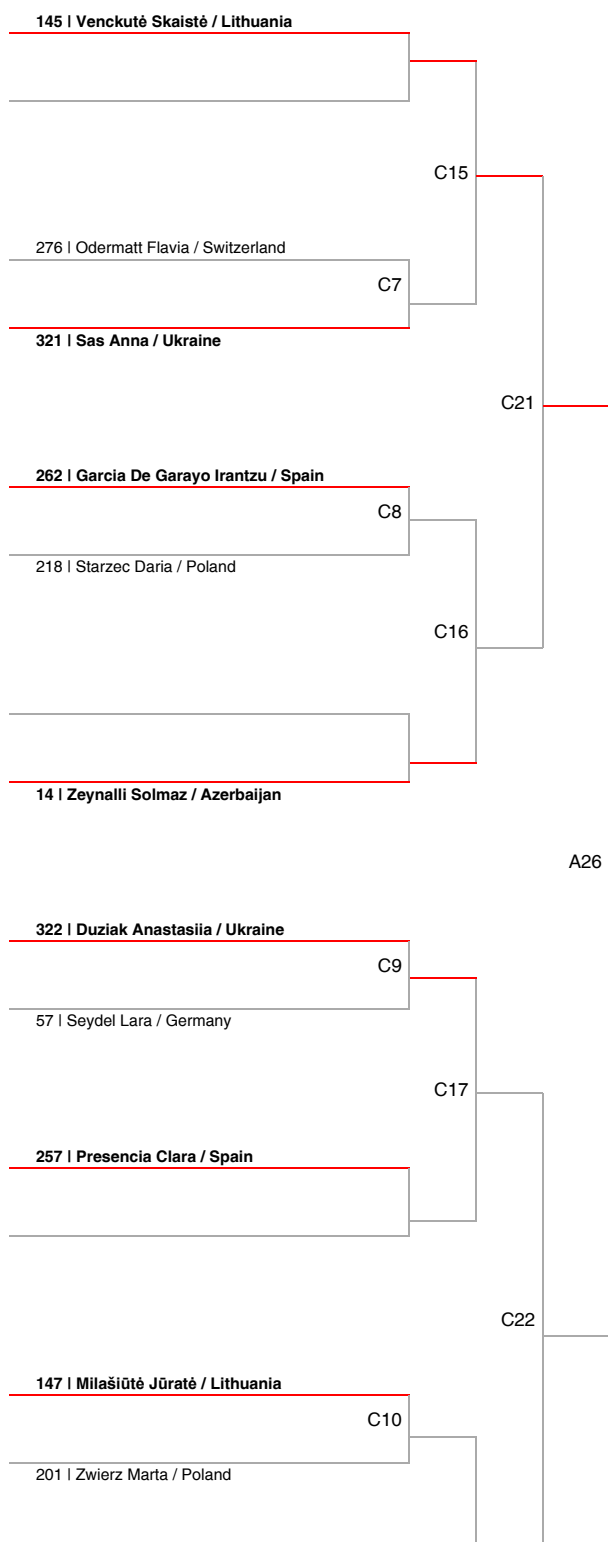 145 | Venckutė Skaistė / Lithuania
C15
276 | Odermatt Flavia / Switzerland
C7
321 | Sas Anna / Ukraine
C21
262 | Garcia De Garayo Irantzu / Spain
C8
218 | Starzec Daria / Poland
C16
14 | Zeynalli Solmaz / Azerbaijan
A26
322 | Duziak Anastasiia / Ukraine
C9
57 | Seydel Lara / Germany
C17
257 | Presencia Clara / Spain
C22
147 | Milašiūtė Jūratė / Lithuania
C10
201 | Zwierz Marta / Poland